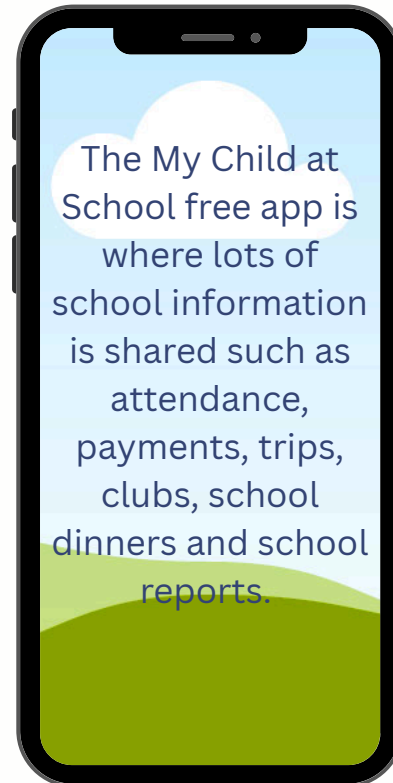 The My Child at
School free app is
where lots of
school information
is shared such as
attendance,
payments, trips,
clubs, school
dinners and school
reports.